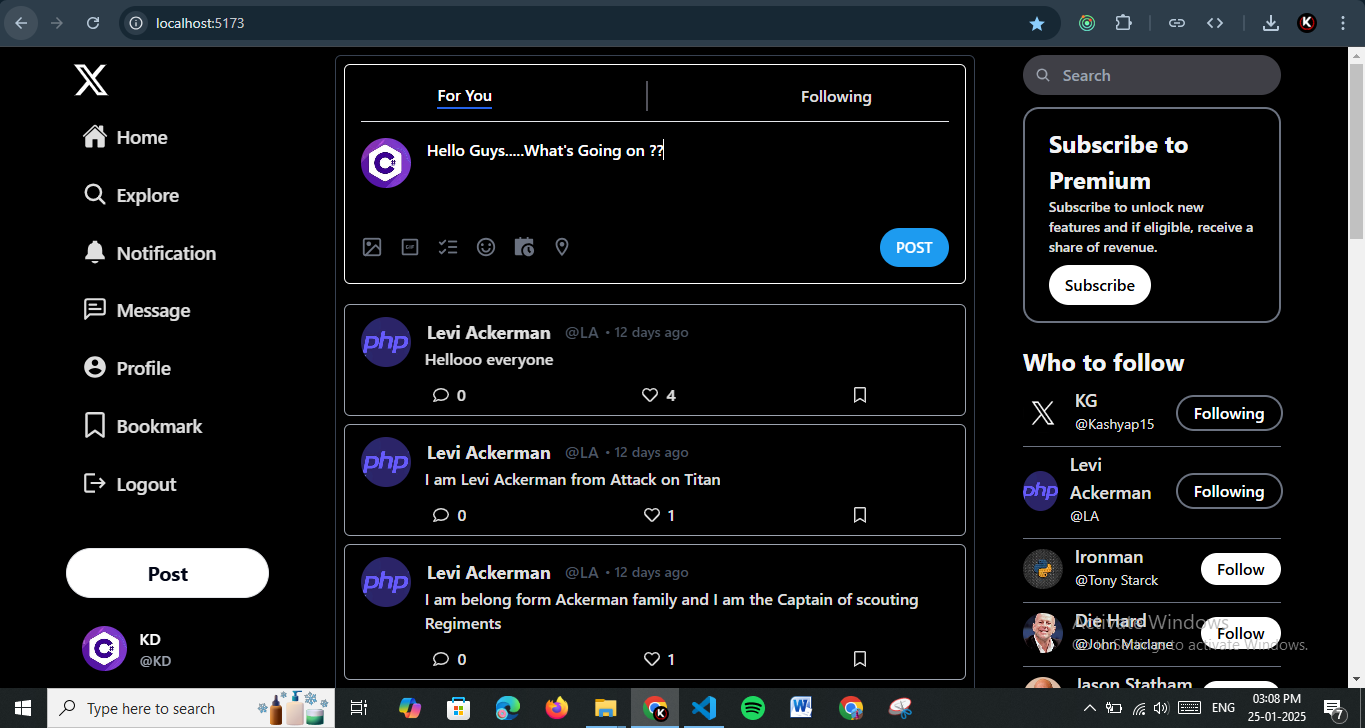 localhost:5173
K
Home
Explore
Notification
Message
Profile
Bookmark
Logout
Post
KD
@KD
For You
Following
C#
Hello Guys.....What's Going on ??
GIF
POST
php
Levi Ackerman @LA • 12 days ago
Hellooo everyone
0 4
php
Levi Ackerman @LA • 12 days ago
I am Levi Ackerman from Attack on Titan
0 1
php
Levi Ackerman @LA • 12 days ago
I am belong form Ackerman family and I am the Captain of scouting
Regiments
0 1
Search
Subscribe to
Premium
Subscribe to unlock new
features and if eligible, receive a
share of revenue.
Subscribe
Who to follow
KG
@Kashyap15
Following
php
Levi
Ackerman
@LA
Following
Ironman
@Tony Starck
Follow
Die Hard
@John Maclane
Follow
Jason Statham
Activate Windows
Go to Settings to activate Windows.
C#
Type here to search
K
W
ENG
03:08 PM
25-01-2025
7